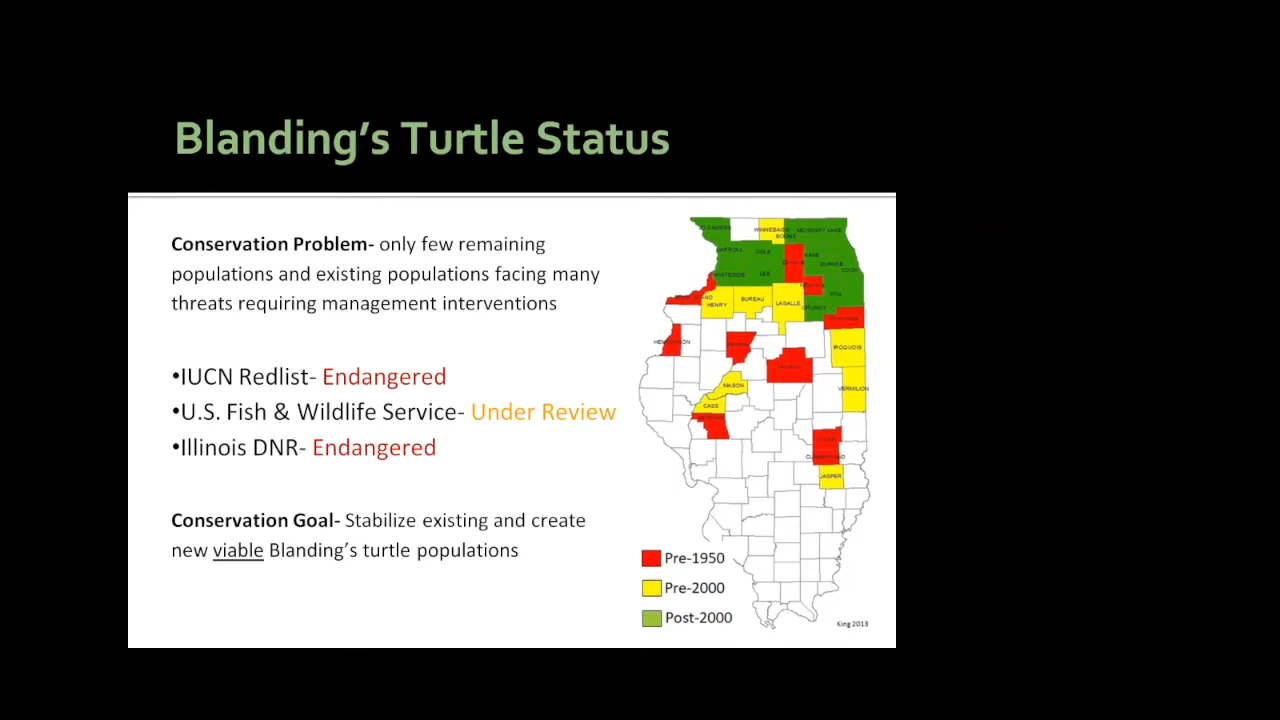 Blanding's Turtle Status
Conservation Problem- only few remaining
populations and existing populations facing many
threats requiring management interventions
•IUCN Redlist- Endangered
•U.S. Fish & Wildlife Service- Under Review
•Illinois DNR- Endangered
Conservation Goal- Stabilize existing and create
new viable Blanding's turtle populations
JO DAVIESS
WINNEBAGO
BOONE
MCHENRY LAKE
CARROLL
OGLE
KANE
DUPAGE
COOK
WHITESIDE
LEE
WILL
HENRY
BUREAU
LASALLE
GRUNDY
HENDERSON
IROQUOIS
MASON
VERMILION
CASS
CUMBERLAND
JASPER
Pre-1950
Pre-2000
Post-2000
King 2013